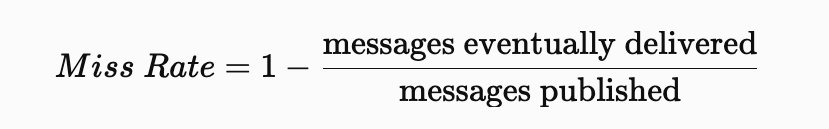 Miss Rate = 1 − messages eventually delivered
messages published